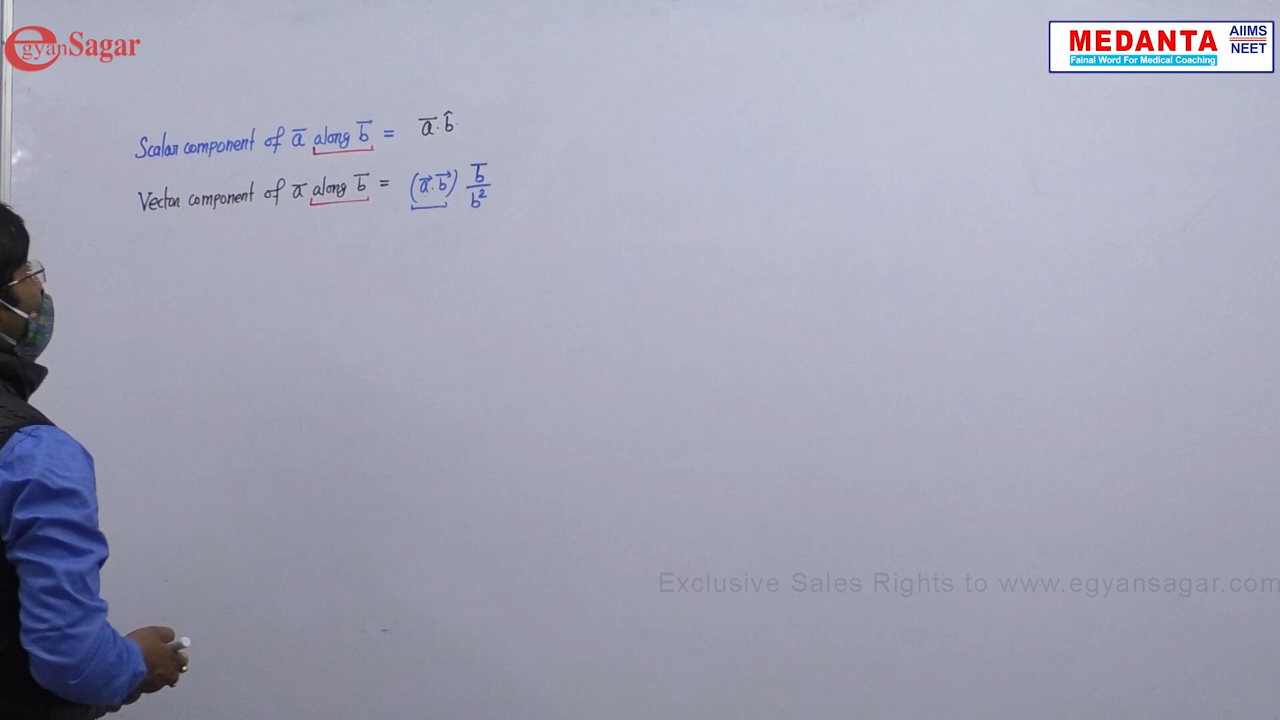 egyanSagar
MEDANTA AIIMS NEET
Fainal Word For Medical Coaching
Scalar component of a̅ along b̅ = a̅ . b̂
Vector component of a̅ along b̅ = (a⃗ . b⃗) b̅/b²
Exclusive Sales Rights to www.egyansagar.com